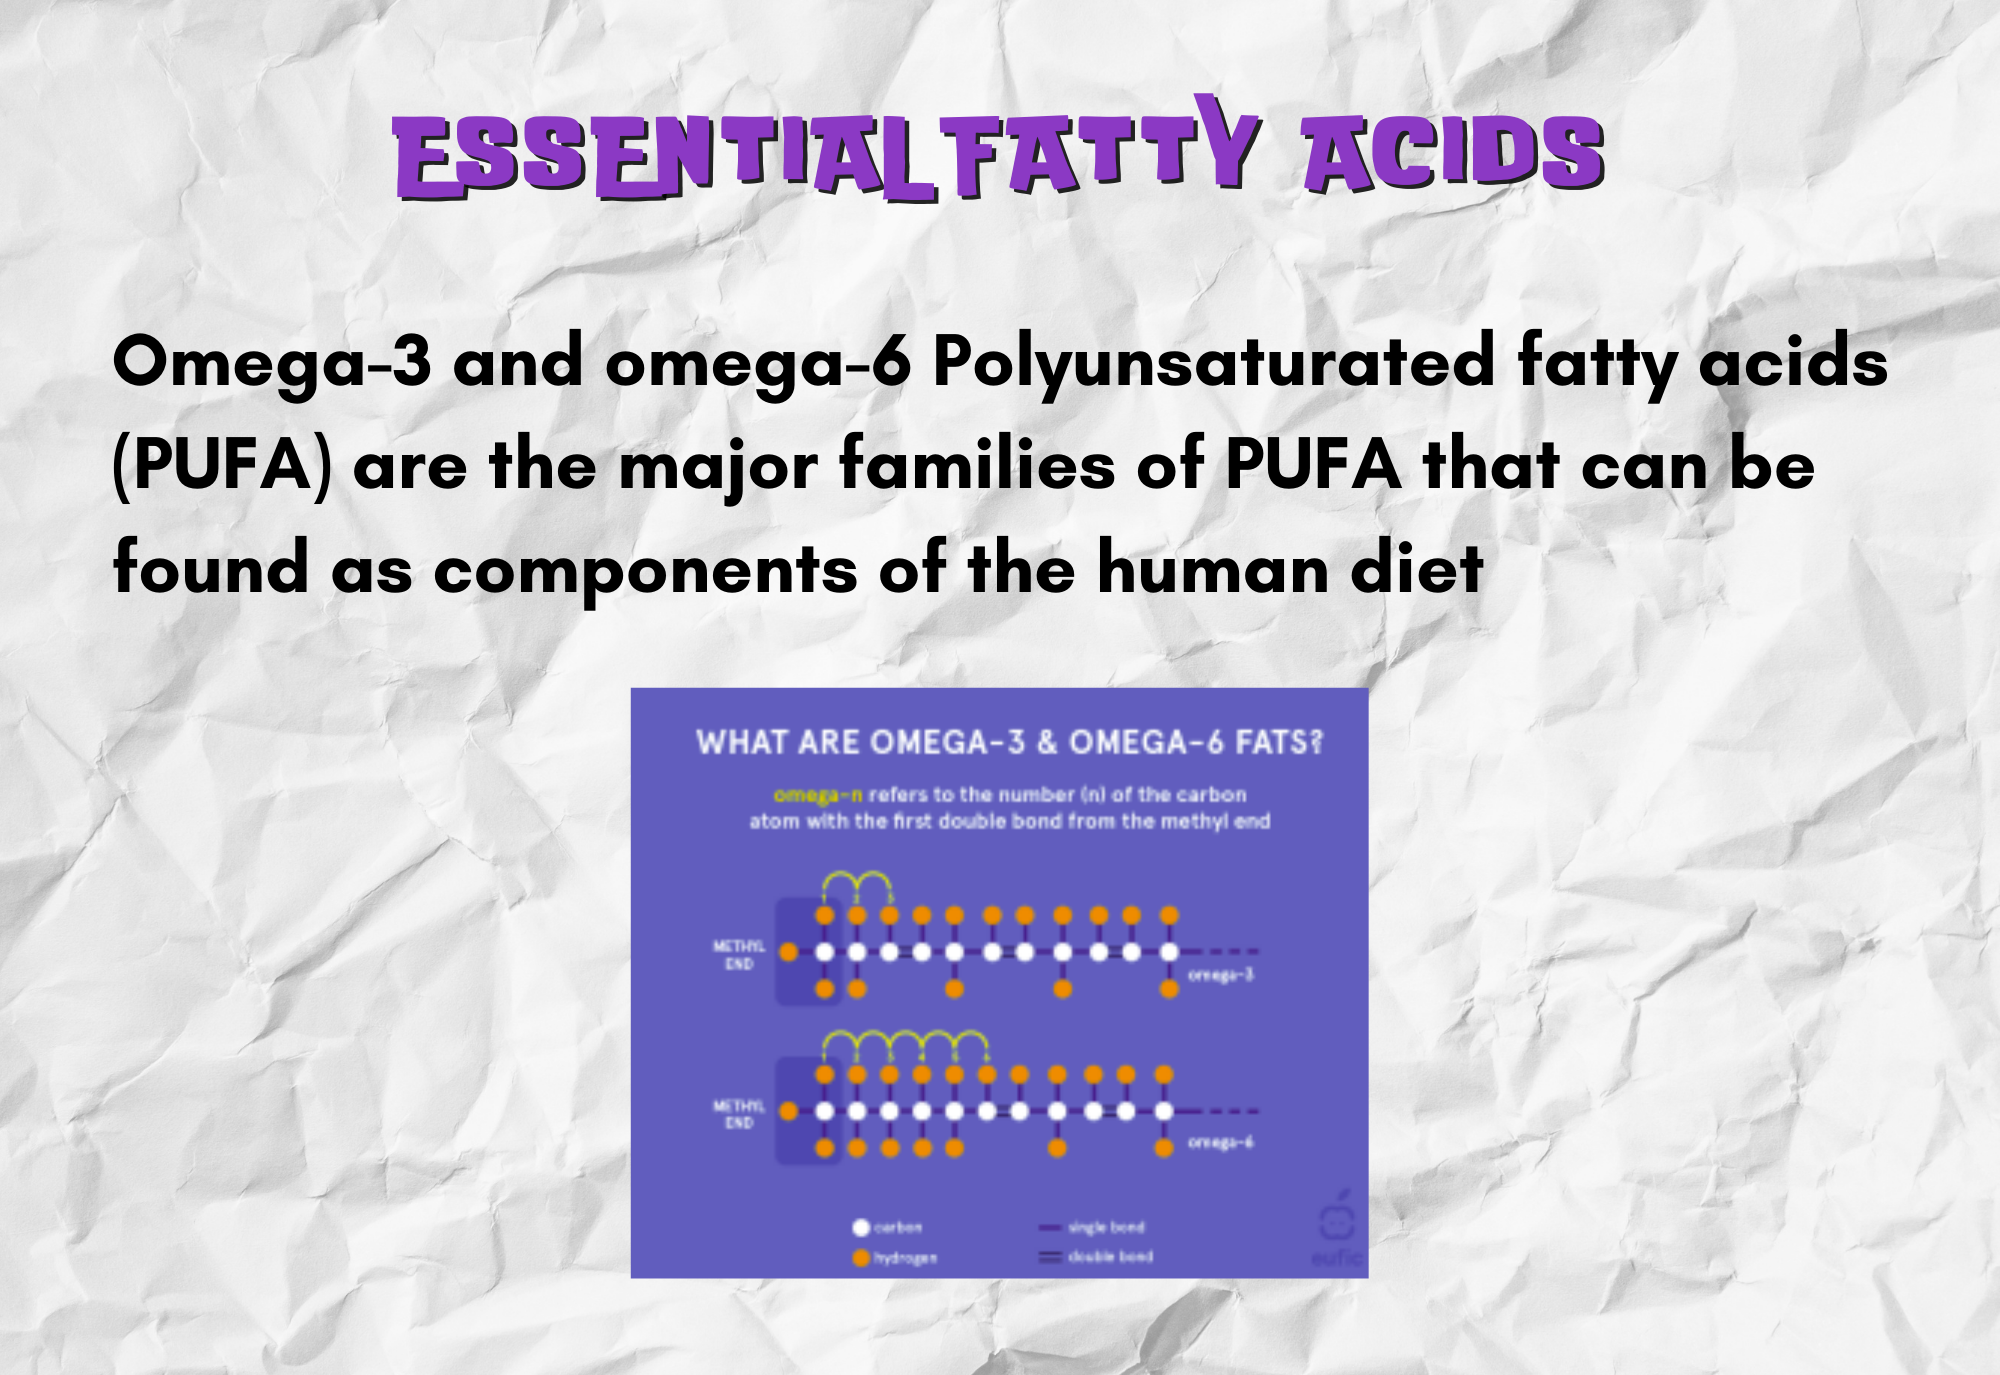 ESSENTIAL FATTY ACIDS
Omega-3 and omega-6 Polyunsaturated fatty acids
(PUFA) are the major families of PUFA that can be
found as components of the human diet
WHAT ARE OMEGA-3 & OMEGA-6 FATS?
omega-n refers to the number (n) of the carbon
atom with the first double bond from the methyl end
METHYL
END
omega-3
METHYL
END
omega-6
carbon
single bond
hydrogen
double bond
eufic